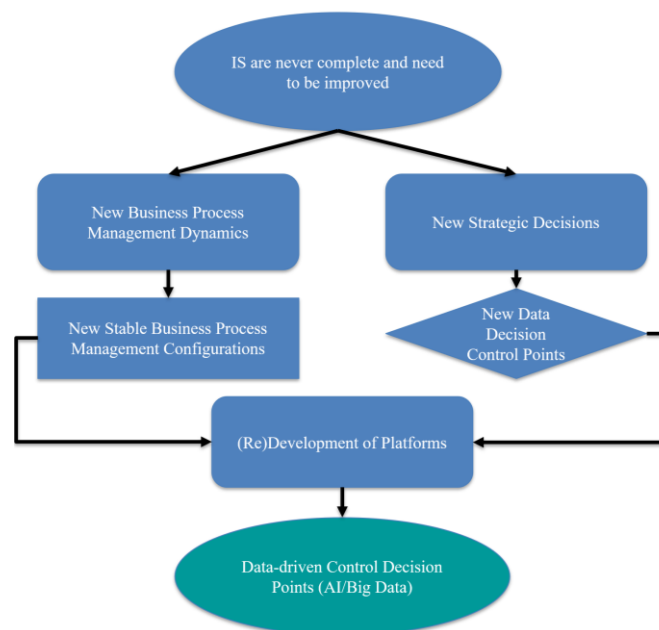 IS are never complete and need
to be improved
New Business Process
Management Dynamics
New Strategic Decisions
New Stable Business Process
Management Configurations
New Data
Decision
Control Points
(Re)Development of Platforms
Data-driven Control Decision
Points (AI/Big Data)